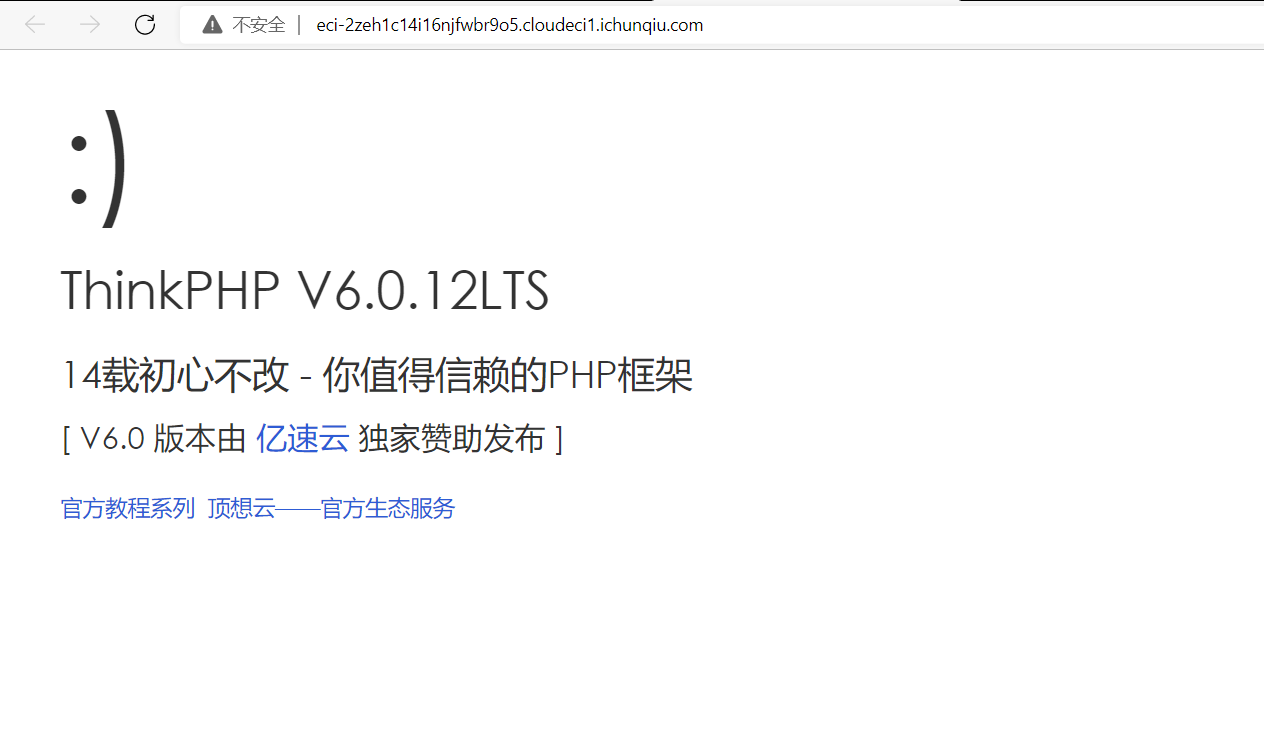 不安全 | eci-2zeh1c14i16njfwbr9o5.cloudeci1.ichunqiu.com
:)
ThinkPHP V6.0.12LTS
14载初心不改 - 你值得信赖的PHP框架
[ V6.0 版本由 亿速云 独家赞助发布 ]
官方教程系列 顶想云——官方生态服务